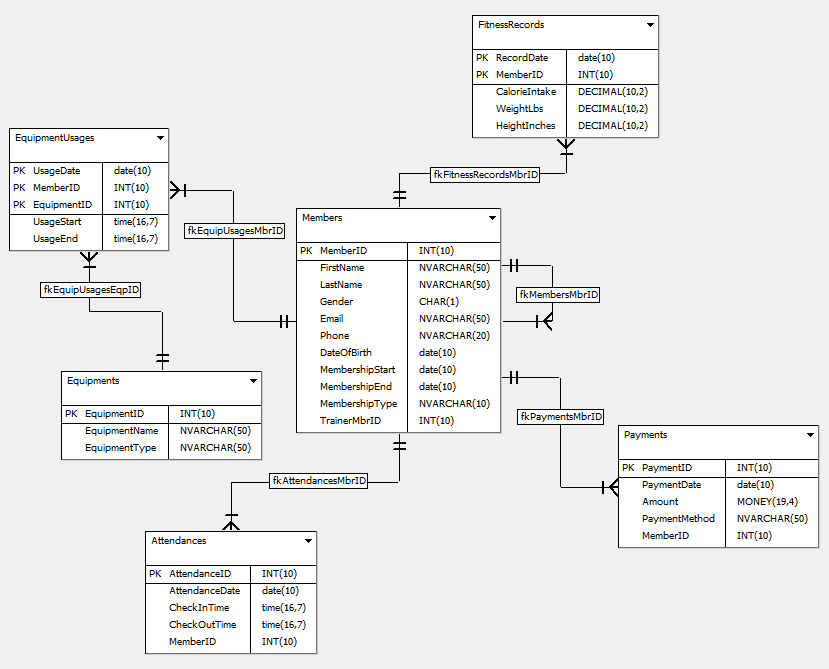 FitnessRecords
PK RecordDate date(10)
PK MemberID INT(10)
CalorieIntake DECIMAL(10,2)
WeightLbs DECIMAL(10,2)
HeightInches DECIMAL(10,2)
EquipmentUsages
PK UsageDate date(10)
PK MemberID INT(10)
PK EquipmentID INT(10)
UsageStart time(16,7)
UsageEnd time(16,7)
fkFitnessRecordsMbrID
fkEquipUsagesMbrID
fkEquipUsagesEqpID
Members
PK MemberID INT(10)
FirstName NVARCHAR(50)
LastName NVARCHAR(50)
Gender CHAR(1)
Email NVARCHAR(50)
Phone NVARCHAR(20)
DateOfBirth date(10)
MembershipStart date(10)
MembershipEnd date(10)
MembershipType NVARCHAR(10)
TrainerMbrID INT(10)
fkMembersMbrID
Equipments
PK EquipmentID INT(10)
EquipmentName NVARCHAR(50)
EquipmentType NVARCHAR(50)
fkPaymentsMbrID
Payments
PK PaymentID INT(10)
PaymentDate date(10)
Amount MONEY(19,4)
PaymentMethod NVARCHAR(50)
MemberID INT(10)
fkAttendancesMbrID
Attendances
PK AttendanceID INT(10)
AttendanceDate date(10)
CheckInTime time(16,7)
CheckOutTime time(16,7)
MemberID INT(10)